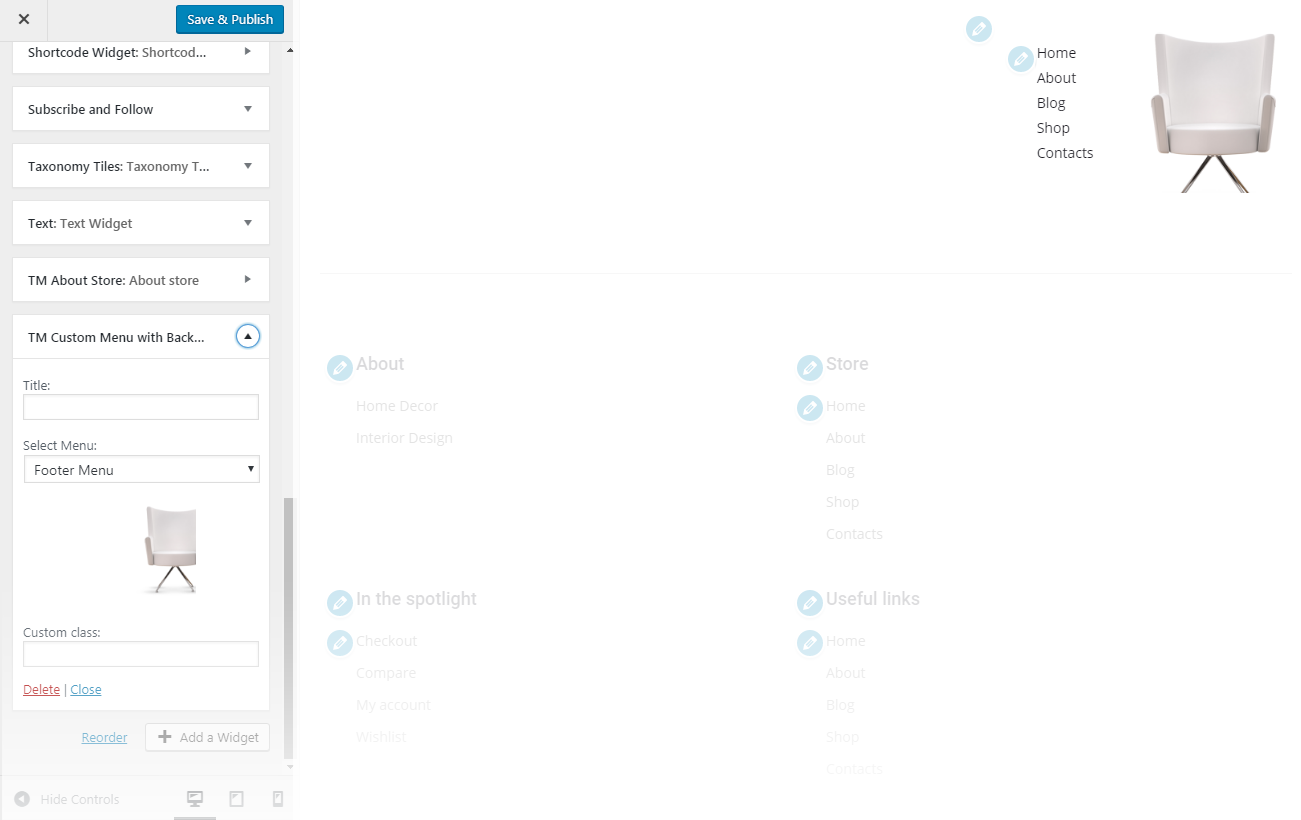 Save & Publish
Shortcode Widget: Shortcod...
Subscribe and Follow
Taxonomy Tiles: Taxonomy T...
Text: Text Widget
TM About Store: About store
TM Custom Menu with Back...
Title:
Select Menu:
Footer Menu
Custom class:
Delete | Close
Reorder
Add a Widget
Hide Controls
Home
About
Blog
Shop
Contacts
About
Home Decor
Interior Design
Store
Home
About
Blog
Shop
Contacts
In the spotlight
Checkout
Compare
My account
Wishlist
Useful links
Home
About
Blog
Shop
Contacts